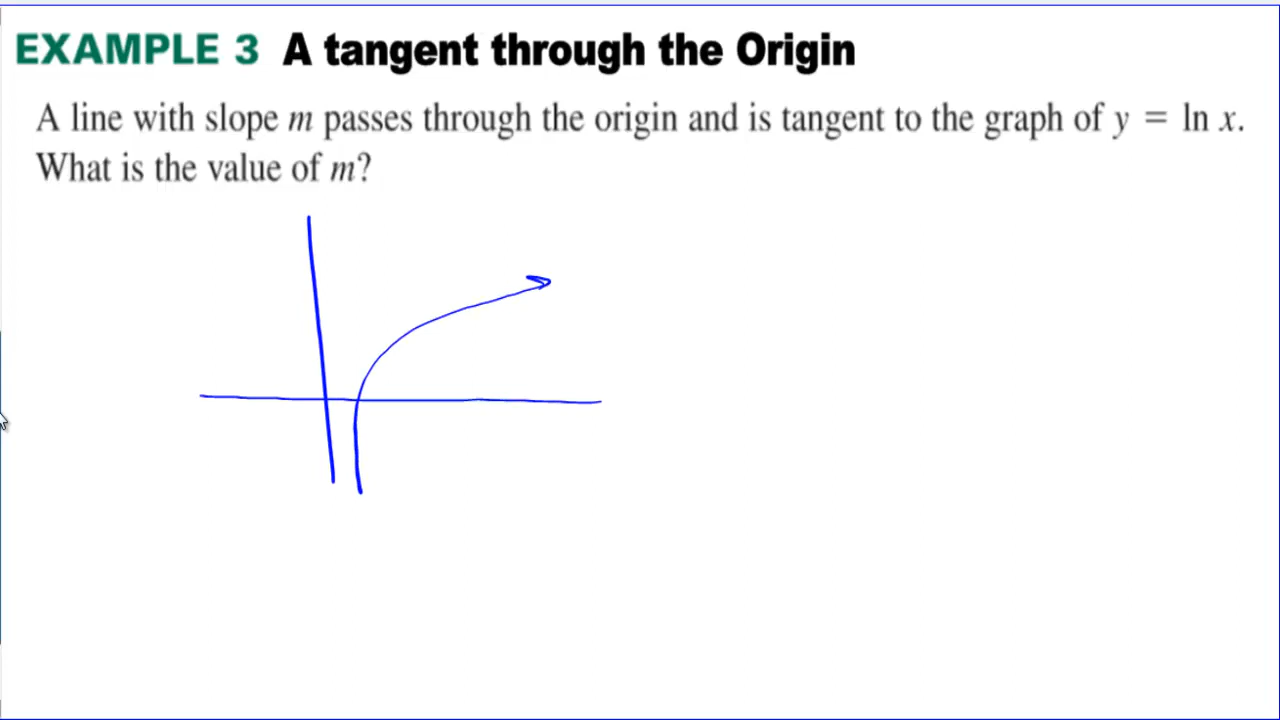 EXAMPLE 3 A tangent through the Origin
A line with slope m passes through the origin and is tangent to the graph of y = ln x.
What is the value of m?